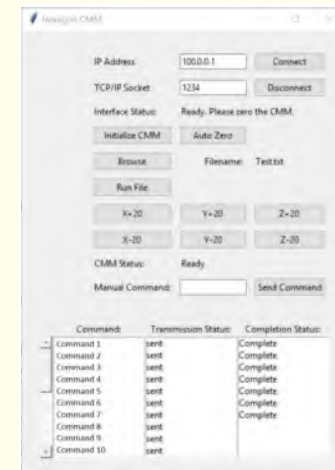 Hexagon CMM
IP Address 100.0.0.1 Connect
TCP/IP Socket 1234 Disconnect
Interface Status: Ready. Please zero the CMM.
Initialize CMM Auto Zero
Browse Filename: Test.txt
Run File
X+20 Y+20 Z+20
X-20 Y-20 Z-20
CMM Status: Ready
Manual Command: Send Command
Command: Transmission Status: Completion Status:
Command 1 sent Complete
Command 2 sent Complete
Command 3 sent Complete
Command 4 sent Complete
Command 5 sent Complete
Command 6 sent Complete
Command 7 sent Complete
Command 8 sent
Command 9 sent
Command 10 sent